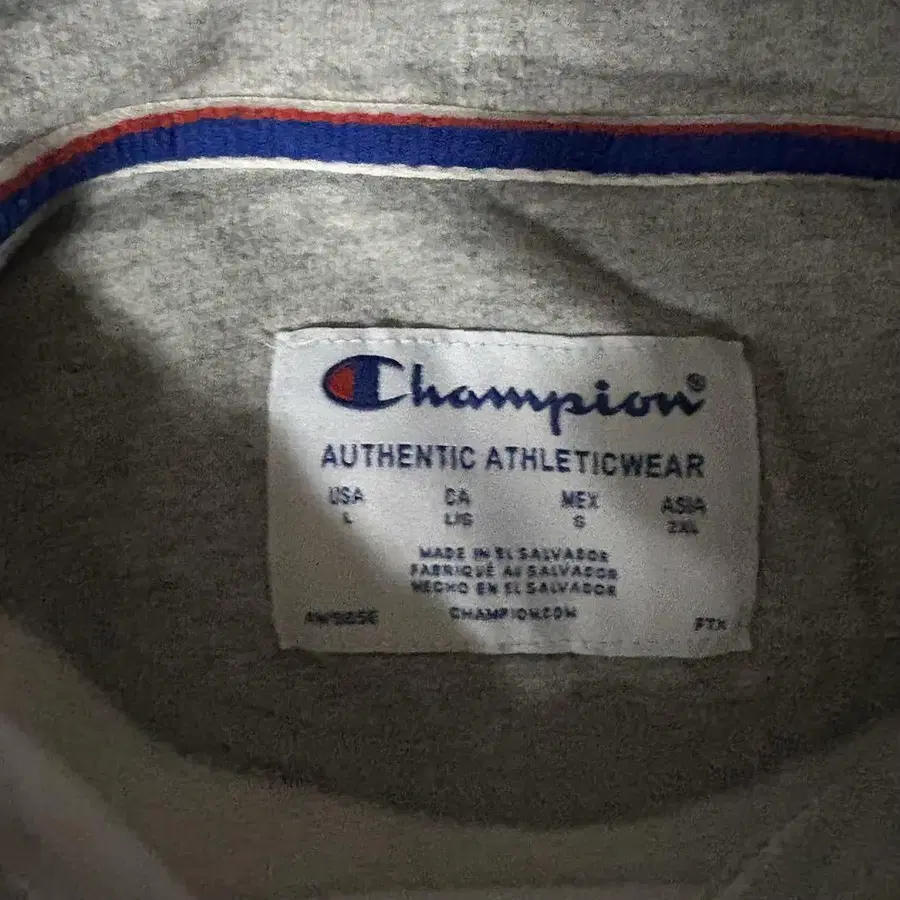 Champion®
AUTHENTIC ATHLETICWEAR
USA CA MEX ASIA
L L/G G 2XL
MADE IN EL SALVADOR
FABRIQUÉ AU SALVADOR
HECHO EN EL SALVADOR
CHAMPION.COM